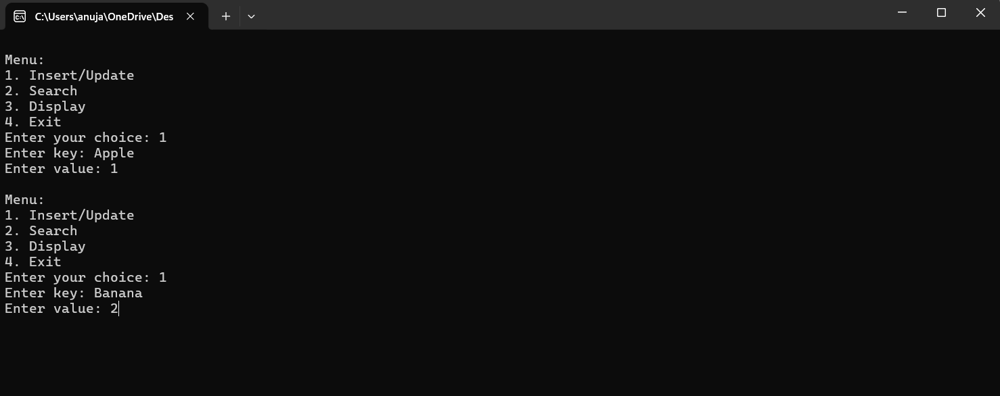 C:\Users\anuja\OneDrive\Des
Menu:
1. Insert/Update
2. Search
3. Display
4. Exit
Enter your choice: 1
Enter key: Apple
Enter value: 1
Menu:
1. Insert/Update
2. Search
3. Display
4. Exit
Enter your choice: 1
Enter key: Banana
Enter value: 2